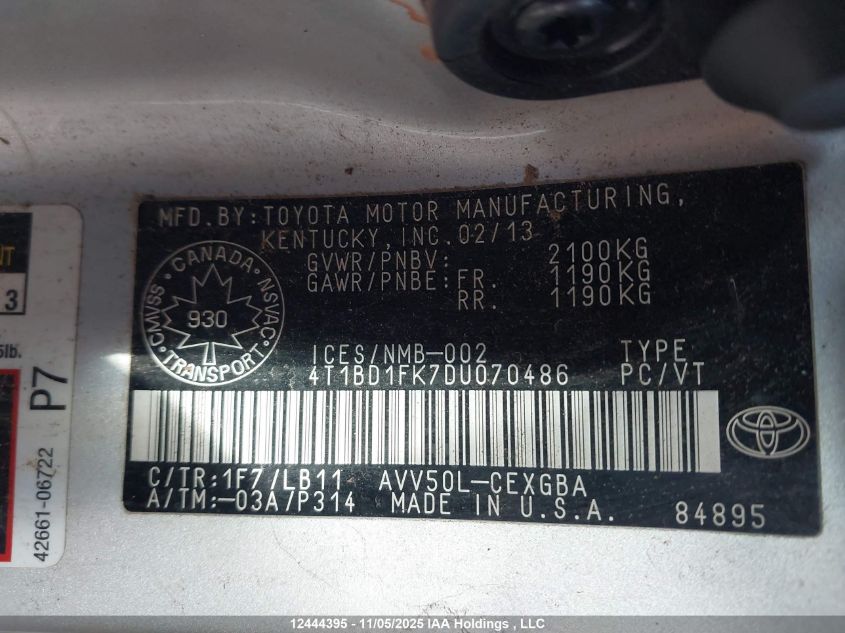 MFD.BY:TOYOTA MOTOR MANUFACTURING,
KENTUCKY,INC.02/13
GVWR/PNBV: 2100KG
GAWR/PNBE:FR. 1190KG
RR. 1190KG
CANADA
CMVSS 930 NSVAC
TRANSPORT
ICES/NMB-002 TYPE
4T1BD1FK7DU070486 PC/VT
C/TR:1F7/LB11 AVV50L-CEXGBA
A/TM:-03A/P314 MADE IN U.S.A. 84895
3
lb.
P7
42661-06722
12444395 - 11/05/2025 IAA Holdings , LLC